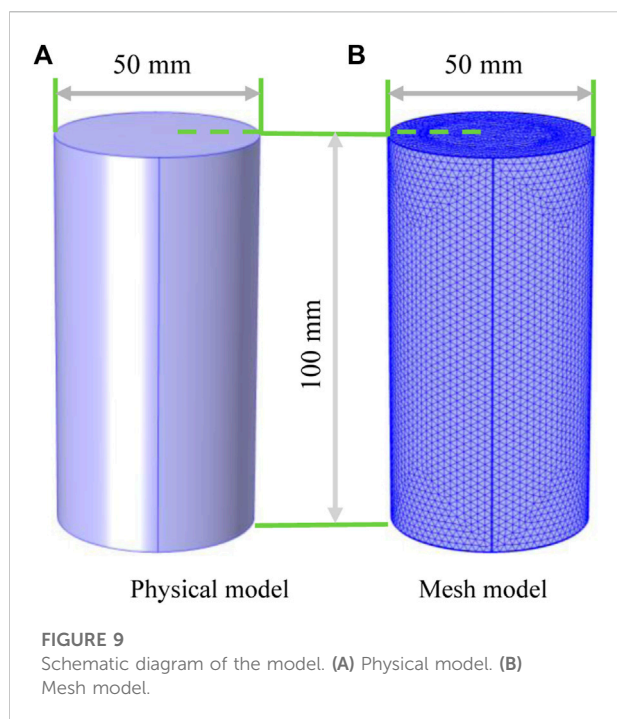 A
50 mm
B
50 mm
100 mm
Physical model
Mesh model
FIGURE 9
Schematic diagram of the model. (A) Physical model. (B)
Mesh model.